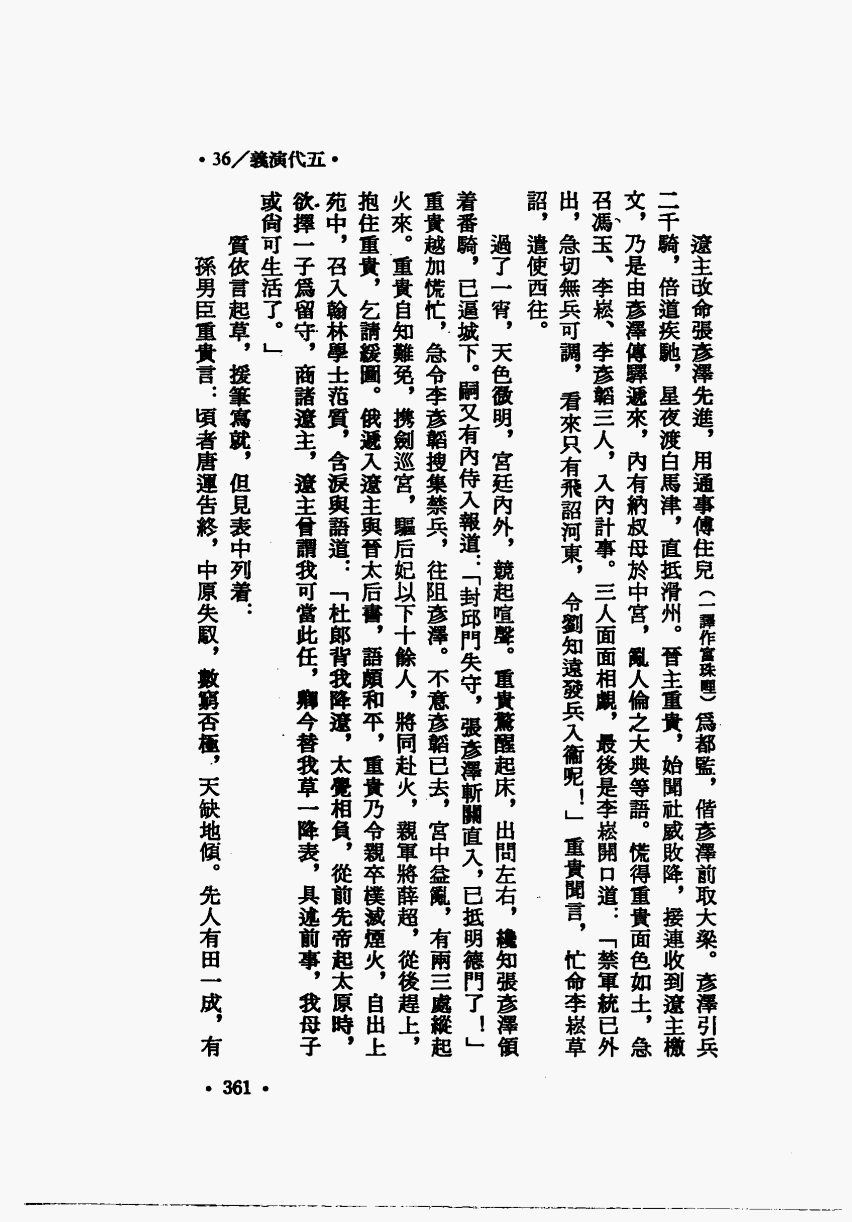 •36/義演代五•
遼主改命張彥澤先進，用通事傅住兒（一譯作富珠哩）爲都監，偕彥澤前取大梁。彥澤引兵
二千騎，倍道疾馳，星夜渡白馬津，直抵滑州。晉主重貴，始聞社威敗降，接連收到遼主檄
文，乃是由彥澤傳驛遞來，內有納叔母於中宮，亂人倫之大典等語。慌得重貴面色如土，急
召馮玉、李崧、李彥韜三人，入內計事。三人面面相覷，最後是李崧開口道：「禁軍統已外
出，急切無兵可調，看來只有飛詔河東，令劉知遠發兵入衞呢！」重貴聞言，忙命李崧草
詔，遣使西往。
過了一宵，天色微明，宮廷內外，競起喧聲。重貴驚醒起床，出問左右，纔知張彥澤領
着番騎，已逼城下。嗣又有內侍入報道：「封邱門失守，張彥澤斬關直入，已抵明德門了！」
重貴越加慌忙，急令李彥韜搜集禁兵，往阻彥澤。不意彥韜已去，宮中益亂，有兩三處縱起
火來。重貴自知難免，携劍巡宮，驅后妃以下十餘人，將同赴火，親軍將薛超，從後趕上，
抱住重貴，乞請緩圖。俄遞入遼主與晉太后書，語頗和平，重貴乃令親卒樸滅煙火，自出上
苑中，召入翰林學士范質，含淚與語道：「杜郎背我降遼，太覺相負，從前先帝起太原時，
欲擇一子爲留守，商諸遼主，遼主曾謂我可當此任，卿今替我草一降表，具述前事，我母子
或尙可生活了。」
質依言起草，援筆寫就，但見表中列着：
孫男臣重貴言：頃者唐運告終，中原失馭，數窮否極，天缺地傾。先人有田一成，有
•361•